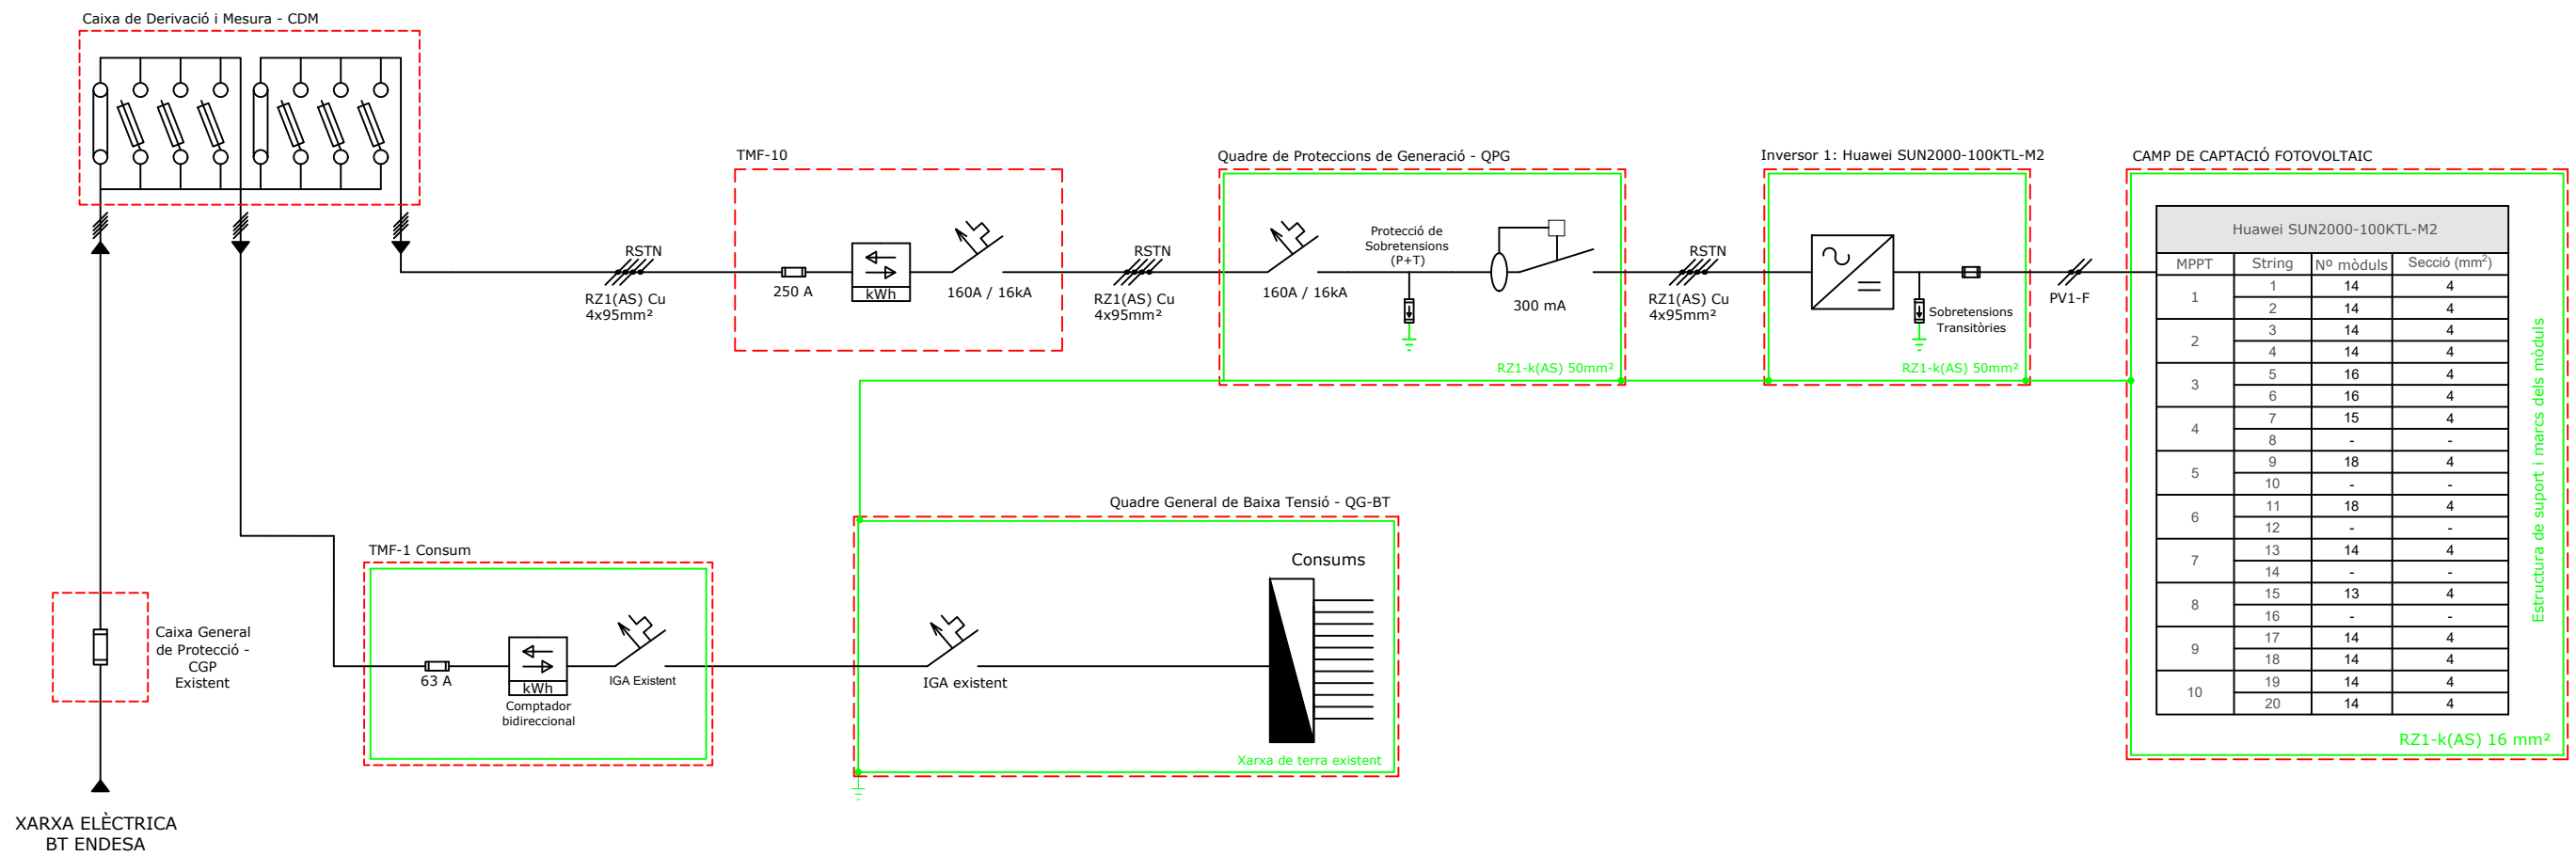 Caixa de Derivació i Mesura - CDM
TMF-10
RSTN
RZ1(AS) Cu
4x95mm²
250 A
kWh
160A / 16kA
RSTN
RZ1(AS) Cu
4x95mm²
Quadre de Proteccions de Generació - QPG
160A / 16kA
Protecció de
Sobretensions
(P+T)
300 mA
RZ1-k(AS) 50mm²
RSTN
RZ1(AS) Cu
4x95mm²
Inversor 1: Huawei SUN2000-100KTL-M2
Sobretensions
Transitòries
RZ1-k(AS) 50mm²
PV1-F
CAMP DE CAPTACIÓ FOTOVOLTAIC
Huawei SUN2000-100KTL-M2
MPPT String Nº mòduls Secció (mm²)
1 1 14 4
2 14 4
2 3 14 4
4 14 4
3 5 16 4
6 16 4
4 7 15 4
8 - -
5 9 18 4
10 - -
6 11 18 4
12 - -
7 13 14 4
14 - -
8 15 13 4
16 - -
9 17 14 4
18 14 4
10 19 14 4
20 14 4
Estructura de suport i marcs dels mòduls
RZ1-k(AS) 16 mm²
Caixa General
de Protecció -
CGP
Existent
XARXA ELÈCTRICA
BT ENDESA
TMF-1 Consum
63 A
kWh
Comptador
bidireccional
IGA Existent
Quadre General de Baixa Tensió - QG-BT
IGA existent
Consums
Xarxa de terra existent